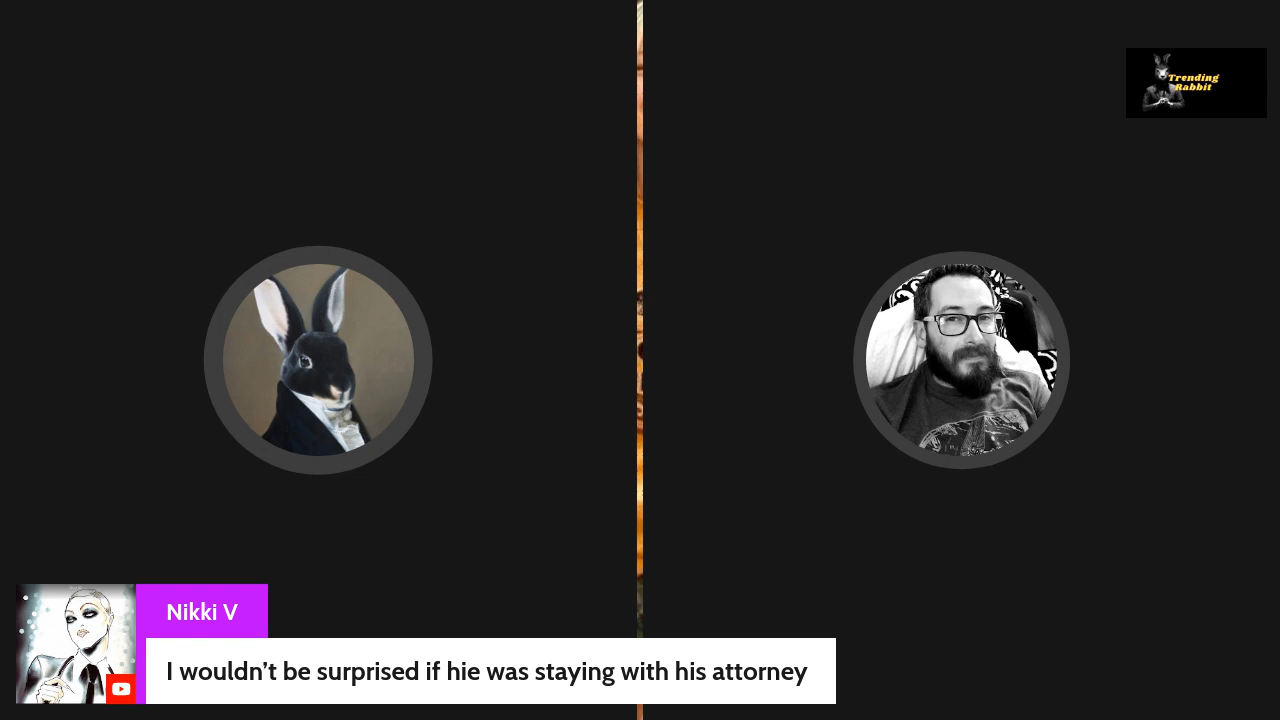 Trending
Rabbit
Nikki V
I wouldn't be surprised if hie was staying with his attorney